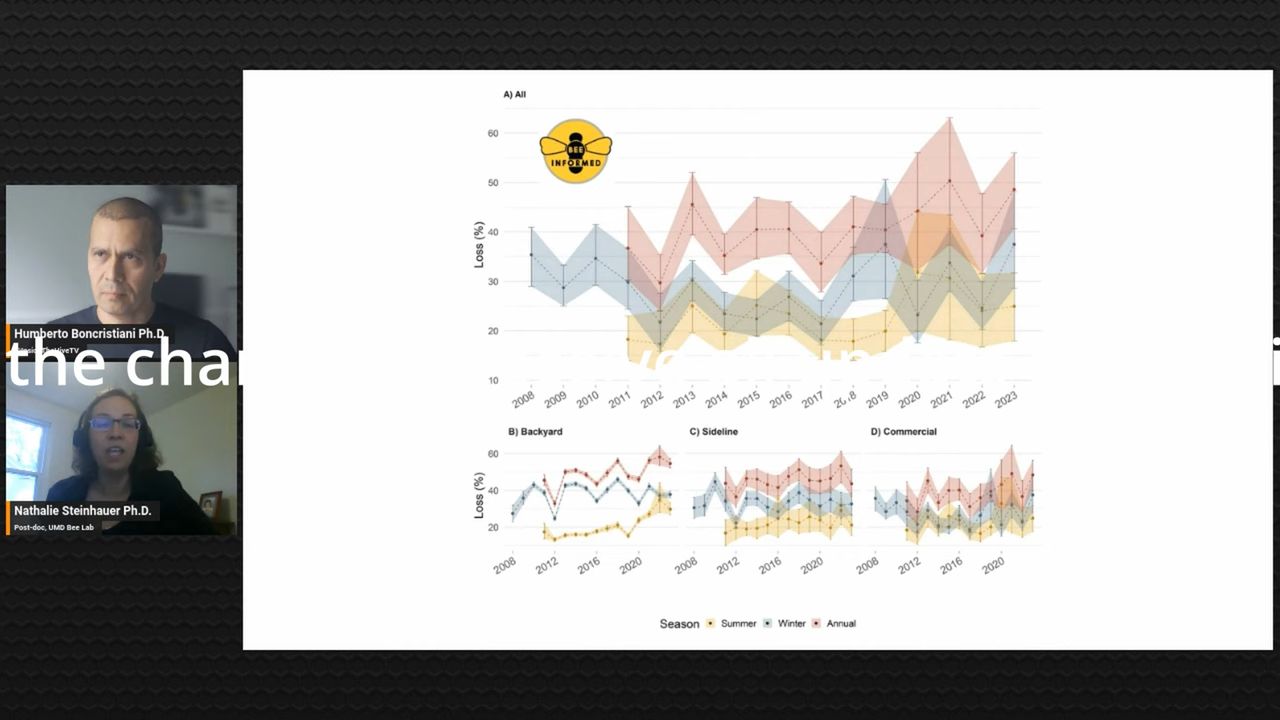 A) All
BEE
INFORMED
Loss (%)
60
50
40
30
20
10
2008
2009
2010
2011
2012
2013
2014
2015
2016
2017
2018
2019
2020
2021
2022
2023
Humberto Boncristiani Ph.D.
the char
Nathalie Steinhauer Ph.D.
Post-doc, UMD Bee Lab
B) Backyard
C) Sideline
D) Commercial
Loss (%)
60
40
20
2008
2012
2016
2020
2008
2012
2016
2020
2008
2012
2016
2020
Season
Summer
Winter
Annual